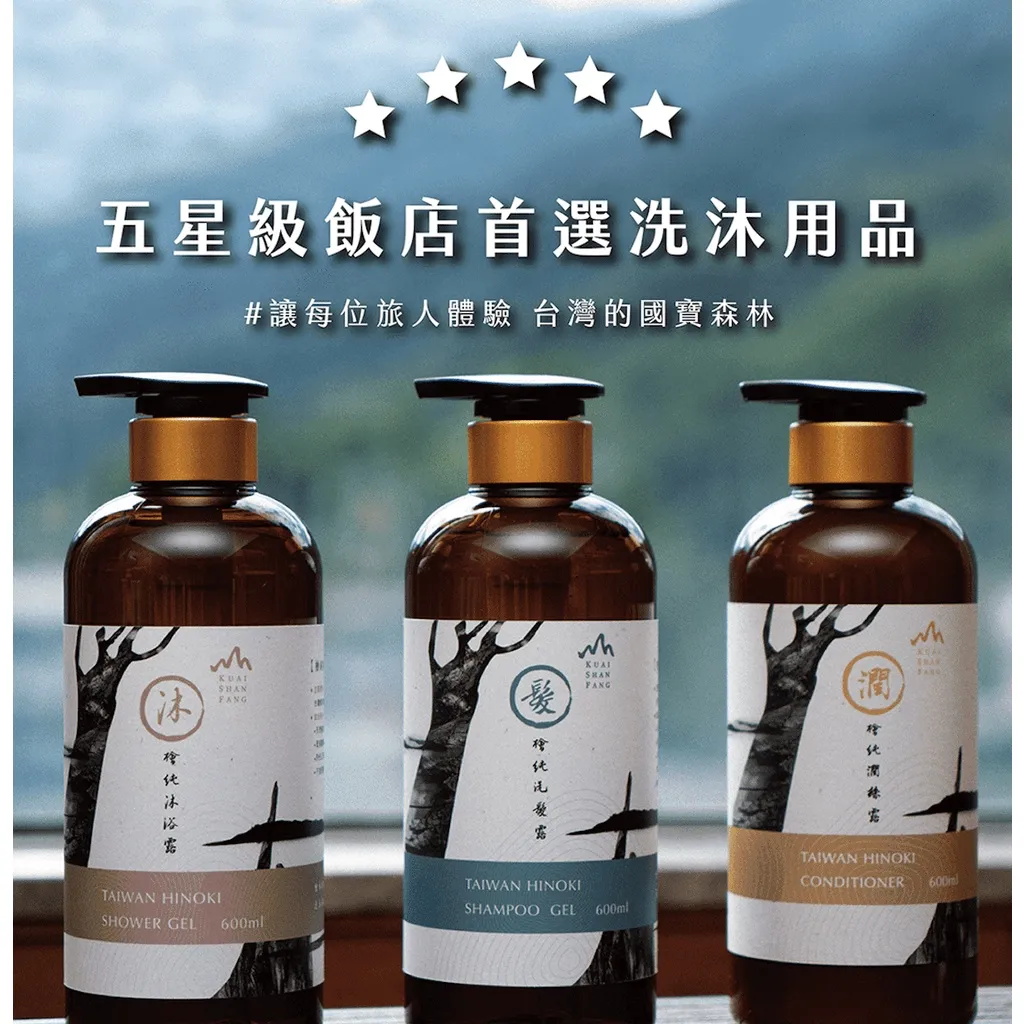 五星級飯店首選洗沐用品
#讓每位旅人體驗 台灣的國寶森林
KUAI
SHAN
FANG
沐
檜純沐浴露
TAIWAN HINOKI
SHOWER GEL 600ml
KUAI
SHAN
FANG
髮
檜純洗髮露
TAIWAN HINOKI
SHAMPOO GEL 600ml
KUAI
SHAN
FANG
潤
檜純潤絲露
TAIWAN HINOKI
CONDITIONER 600ml